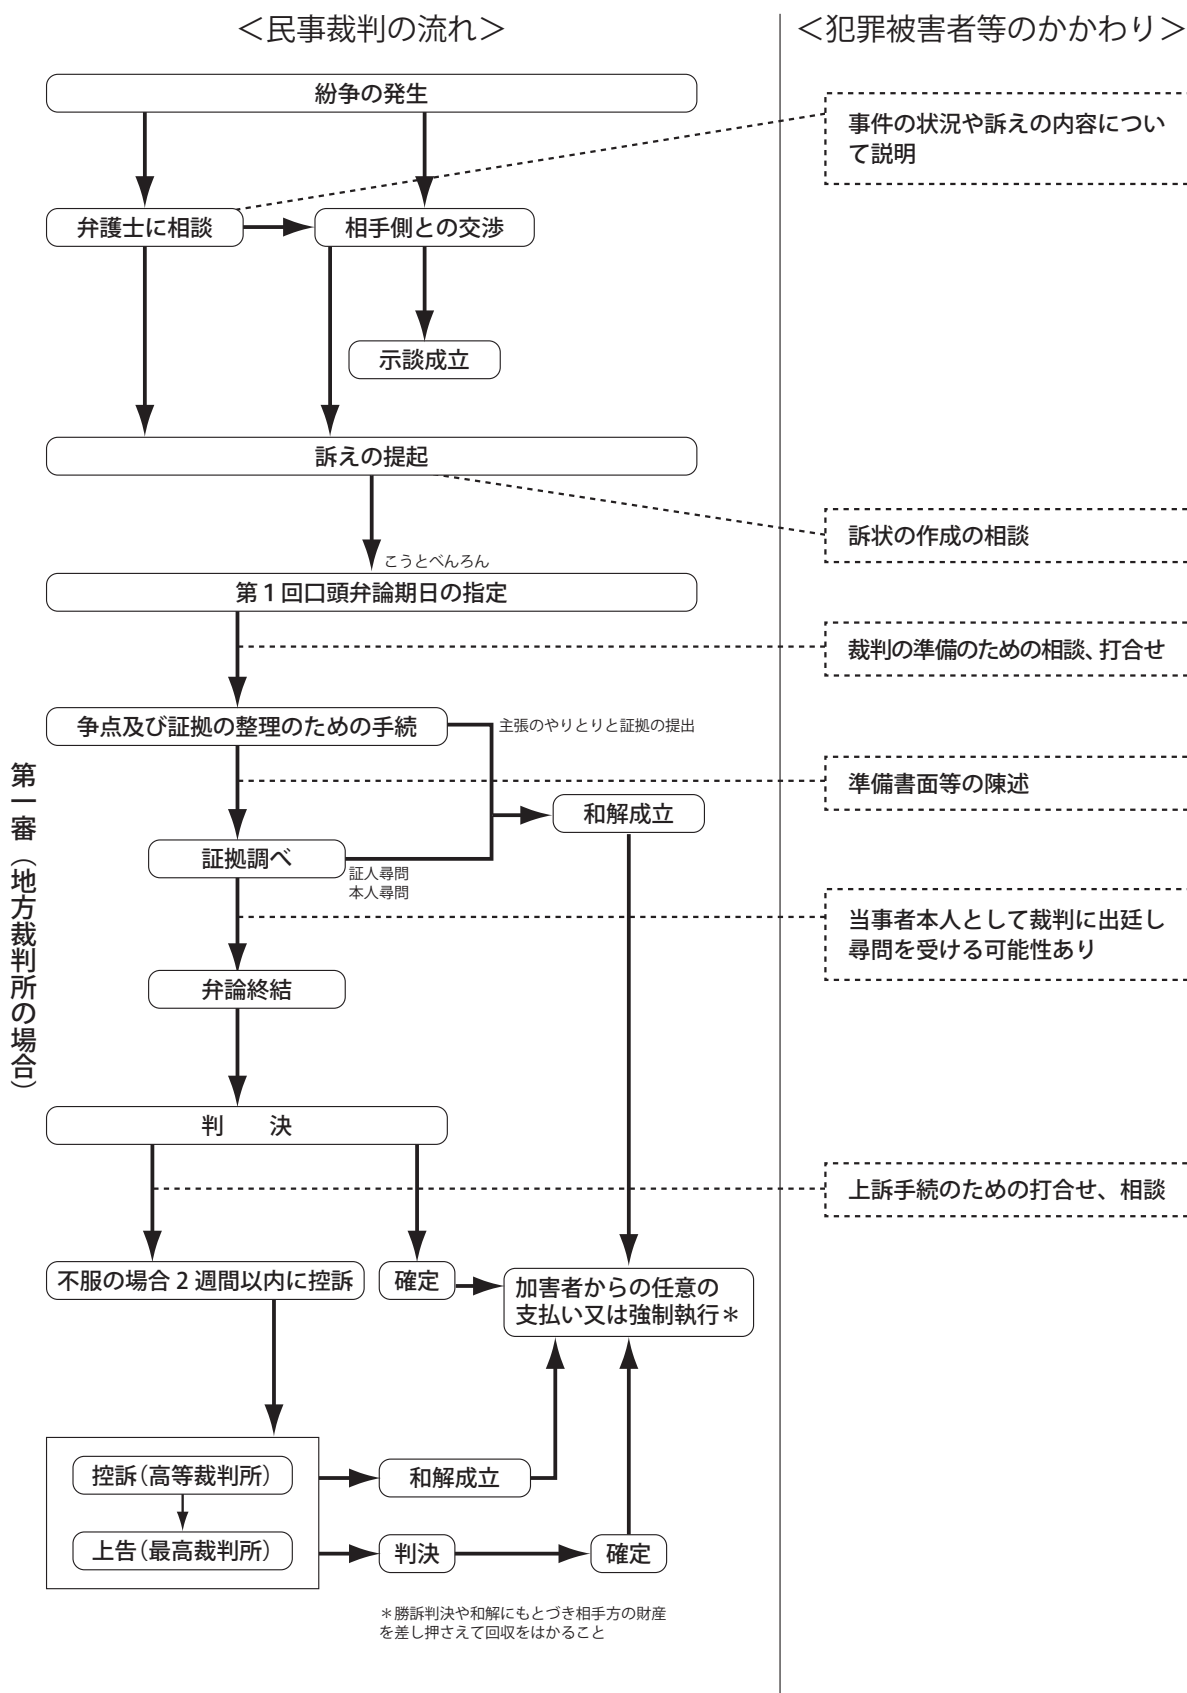 ＜民事裁判の流れ＞
＜犯罪被害者等のかかわり＞
紛争の発生
事件の状況や訴えの内容につい
て説明
弁護士に相談
相手側との交渉
示談成立
訴えの提起
訴状の作成の相談
こうとべんろん
第１回口頭弁論期日の指定
裁判の準備のための相談、打合せ
争点及び証拠の整理のための手続
主張のやりとりと証拠の提出
準備書面等の陳述
和解成立
証拠調べ
証人尋問
本人尋問
当事者本人として裁判に出廷し
尋問を受ける可能性あり
弁論終結
第一審（地方裁判所の場合）
判　　決
上訴手続のための打合せ、相談
不服の場合２週間以内に控訴
確定
加害者からの任意の
支払い又は強制執行＊
控訴（高等裁判所）
和解成立
上告（最高裁判所）
判決
確定
＊勝訴判決や和解にもとづき相手方の財産
を差し押さえて回収をはかること